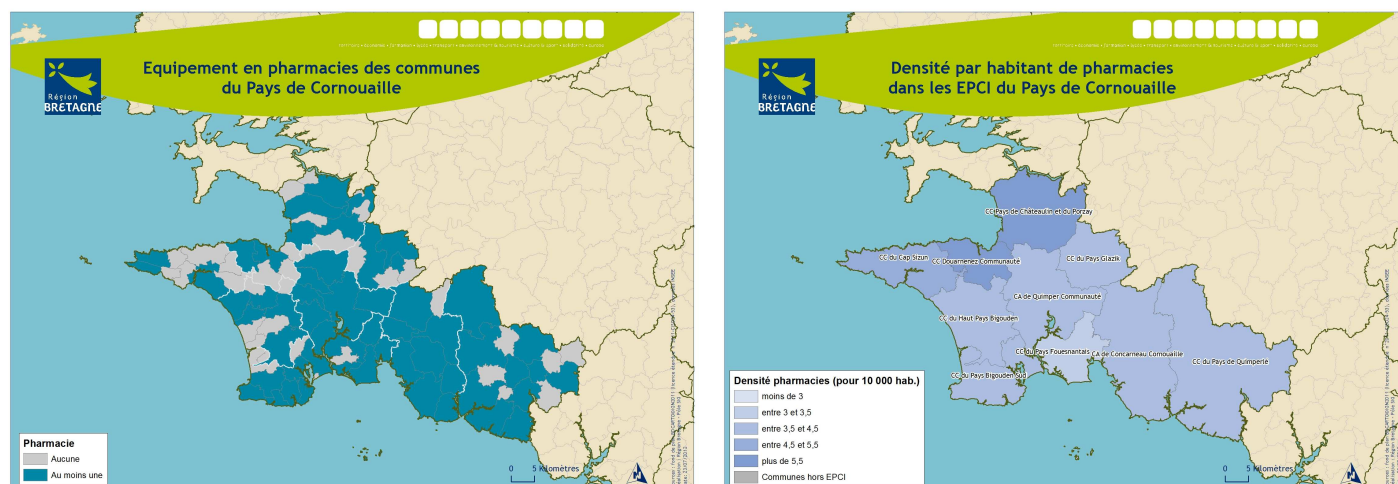 Equipement en pharmacies des communes
du Pays de Cornouaille
Région
BRETAGNE
Pharmacie
Aucune
Au moins une
0 5 Kilomètres
N
Densité par habitant de pharmacies
dans les EPCI du Pays de Cornouaille
Région
BRETAGNE
CC Pays de Châteaulin et du Porzay
CC du Cap Sizun
CC Douarnenez Communauté
CC du Pays Glazik
CA de Quimper Communauté
CC du Haut Pays Bigouden
CC du Pays Fouesnantais
CA de Concarneau Cornouaille
CC du Pays de Quimperlé
CC du Pays Bigouden Sud
Densité pharmacies (pour 10 000 hab.)
moins de 3
entre 3 et 3,5
entre 3,5 et 4,5
entre 4,5 et 5,5
plus de 5,5
Communes hors EPCI
0 5 Kilomètres
N